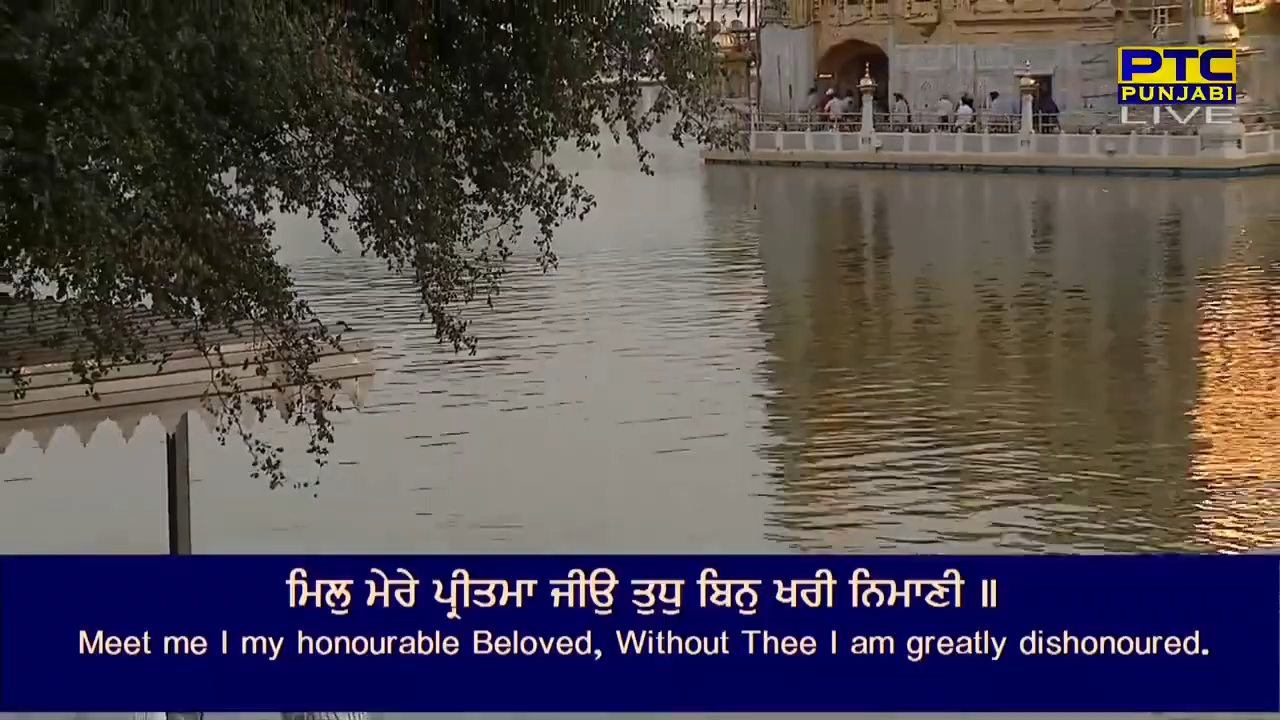 PTC
PUNJABI
LIVE
ਮਿਲੁ ਮੇਰੇ ਪ੍ਰੀਤਮਾ ਜੀਉ ਤੁਧੁ ਬਿਨੁ ਖਰੀ ਨਿਮਾਣੀ ॥
Meet me I my honourable Beloved, Without Thee I am greatly dishonoured.